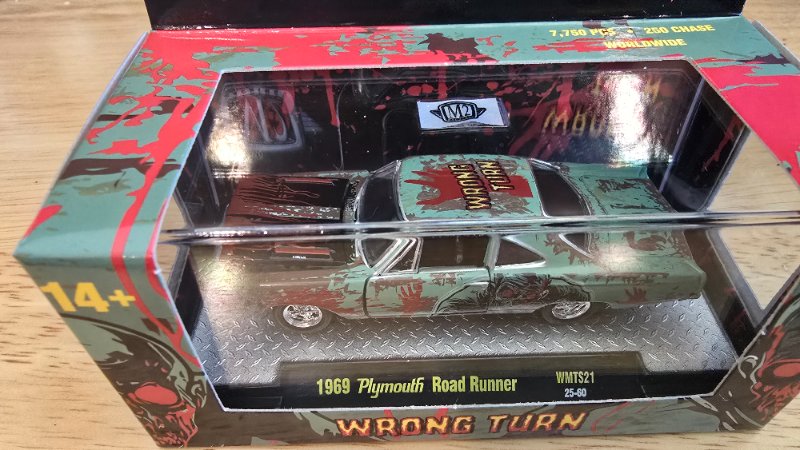 7,750 PCS 250 CHASE
WORLDWIDE
M2
WRONG
TURN
14+
1969 Plymouth Road Runner
WMTS21
25-60
WRONG TURN